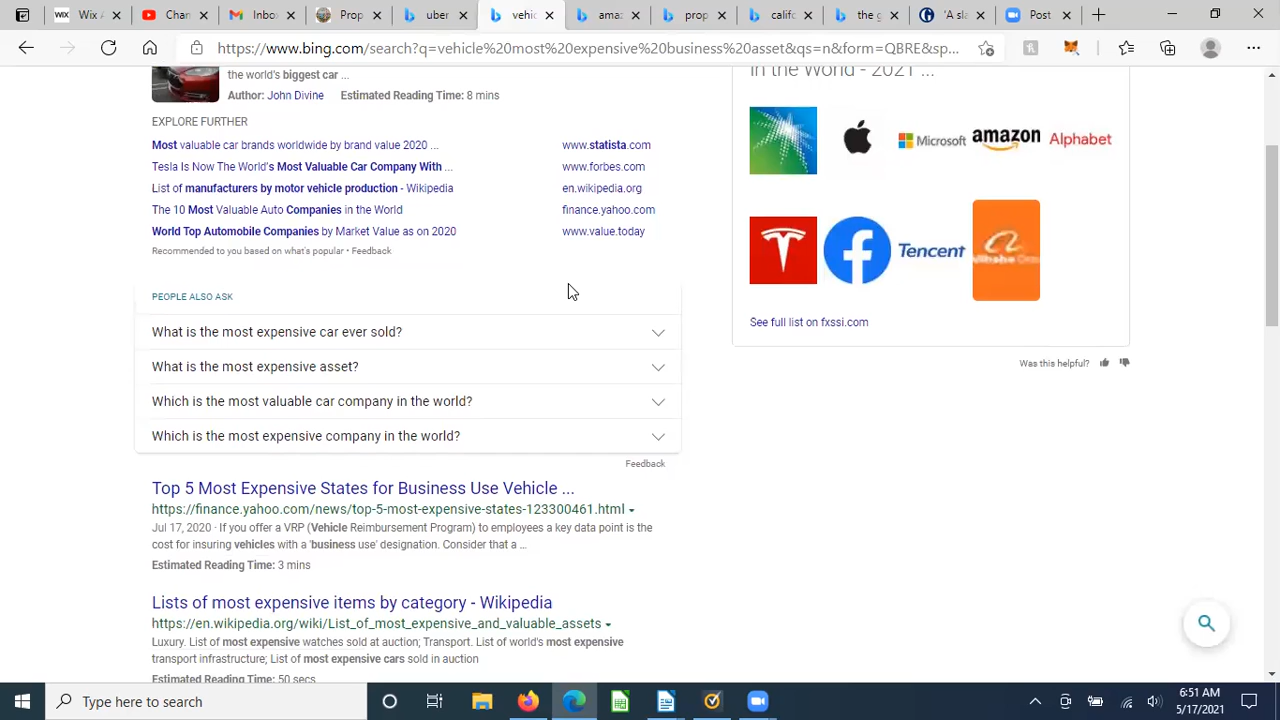 WIX
Wix A
YouTu
Inbo
Prop
uber
vehic
ama
prop
califo
the g
'A sla
Post
https://www.bing.com/search?q=vehicle%20most%20expensive%20business%20asset&qs=n&form=QBRE&sp...
the world's biggest car ...
Author: John Divine Estimated Reading Time: 8 mins
EXPLORE FURTHER
Most valuable car brands worldwide by brand value 2020 ... www.statista.com
Tesla Is Now The World's Most Valuable Car Company With ... www.forbes.com
List of manufacturers by motor vehicle production - Wikipedia en.wikipedia.org
The 10 Most Valuable Auto Companies in the World finance.yahoo.com
World Top Automobile Companies by Market Value as on 2020 www.value.today
Recommended to you based on what's popular • Feedback
PEOPLE ALSO ASK
What is the most expensive car ever sold?
What is the most expensive asset?
Which is the most valuable car company in the world?
Which is the most expensive company in the world?
Feedback
Top 5 Most Expensive States for Business Use Vehicle ...
https://finance.yahoo.com/news/top-5-most-expensive-states-123300461.html
Jul 17, 2020 · If you offer a VRP (Vehicle Reimbursement Program) to employees a key data point is the
cost for insuring vehicles with a 'business use' designation. Consider that a ...
Estimated Reading Time: 3 mins
Lists of most expensive items by category - Wikipedia
https://en.wikipedia.org/wiki/List_of_most_expensive_and_valuable_assets
Luxury. List of most expensive watches sold at auction; Transport. List of world's most expensive
transport infrastructure; List of most expensive cars sold in auction
Estimated Reading Time: 50 secs
in the World - 2021 ...
Microsoft
amazon
Alphabet
Tencent
See full list on fxssi.com
Was this helpful?
Type here to search
6:51 AM
5/17/2021